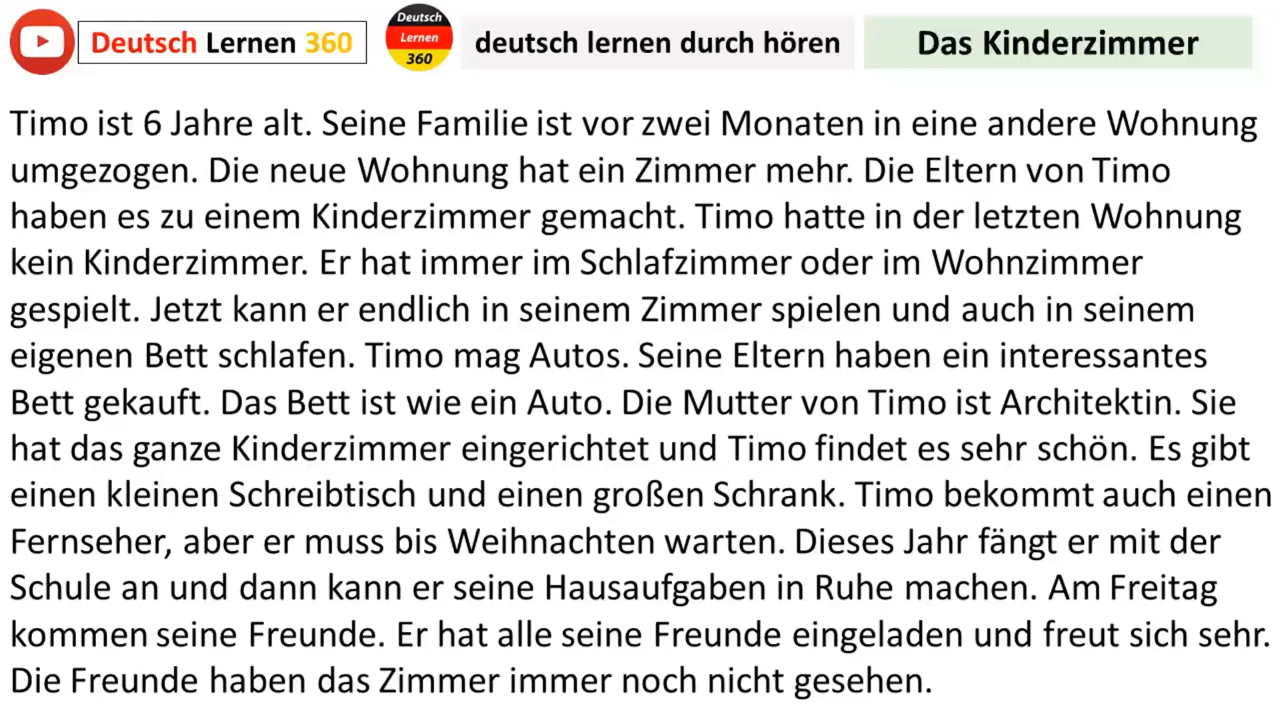 Deutsch Lernen 360
Deutsch
Lernen
360
deutsch lernen durch hören
Das Kinderzimmer
Timo ist 6 Jahre alt. Seine Familie ist vor zwei Monaten in eine andere Wohnung
umgezogen. Die neue Wohnung hat ein Zimmer mehr. Die Eltern von Timo
haben es zu einem Kinderzimmer gemacht. Timo hatte in der letzten Wohnung
kein Kinderzimmer. Er hat immer im Schlafzimmer oder im Wohnzimmer
gespielt. Jetzt kann er endlich in seinem Zimmer spielen und auch in seinem
eigenen Bett schlafen. Timo mag Autos. Seine Eltern haben ein interessantes
Bett gekauft. Das Bett ist wie ein Auto. Die Mutter von Timo ist Architektin. Sie
hat das ganze Kinderzimmer eingerichtet und Timo findet es sehr schön. Es gibt
einen kleinen Schreibtisch und einen großen Schrank. Timo bekommt auch einen
Fernseher, aber er muss bis Weihnachten warten. Dieses Jahr fängt er mit der
Schule an und dann kann er seine Hausaufgaben in Ruhe machen. Am Freitag
kommen seine Freunde. Er hat alle seine Freunde eingeladen und freut sich sehr.
Die Freunde haben das Zimmer immer noch nicht gesehen.